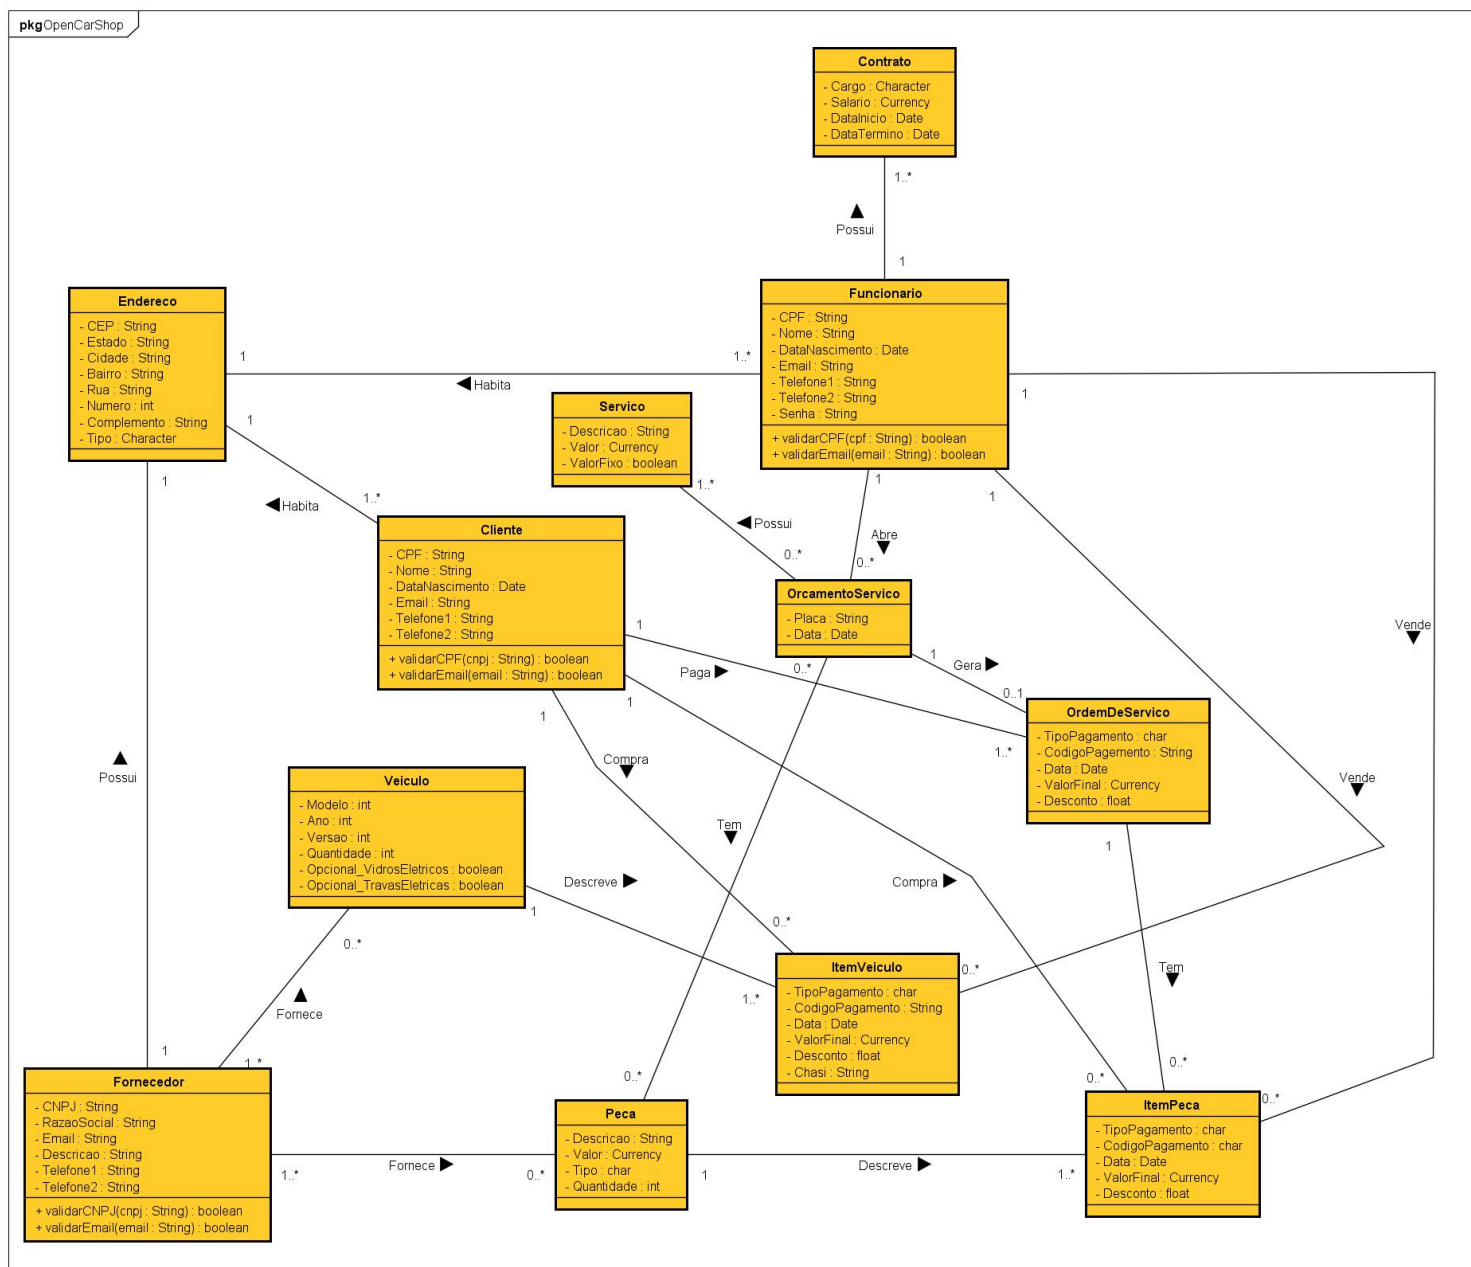 pkg OpenCarShop
Contrato
- Cargo : Character
- Salario : Currency
- DataInicio : Date
- DataTermino : Date
1..*
Possui
1
Endereco
- CEP : String
- Estado : String
- Cidade : String
- Bairro : String
- Rua : String
- Numero : int
- Complemento : String
- Tipo : Character
Funcionario
- CPF : String
- Nome : String
- DataNascimento : Date
- Email : String
- Telefone1 : String
- Telefone2 : String
- Senha : String
+ validarCPF(cpf : String) : boolean
+ validarEmail(email : String) : boolean
1
1..*
Habita
1
1
1
1..*
Habita
Servico
- Descricao : String
- Valor : Currency
- ValorFixo : boolean
1..*
Possui
0..*
1
Abre
0..*
1
Cliente
- CPF : String
- Nome : String
- DataNascimento : Date
- Email : String
- Telefone1 : String
- Telefone2 : String
+ validarCPF(cnpj : String) : boolean
+ validarEmail(email : String) : boolean
OrcamentoServico
- Placa : String
- Data : Date
1
Paga
1..*
0..*
1
Gera
0..1
Vende
OrdemDeServico
- TipoPagamento : char
- CodigoPagemento : String
- Data : Date
- ValorFinal : Currency
- Desconto : float
1
1
Compra
Possui
Vende
Veiculo
- Modelo : int
- Ano : int
- Versao : int
- Quantidade : int
- Opcional_VidrosEletricos : boolean
- Opcional_TravasEletricas : boolean
Tem
1
Descreve
Compra
1
0..*
0..*
ItemVeiculo
- TipoPagamento : char
- CodigoPagamento : String
- Data : Date
- ValorFinal : Currency
- Desconto : float
- Chasi : String
0..*
1..*
Tem
Fornece
1
1..*
0..*
0..*
0..*
0..*
Fornecedor
- CNPJ : String
- RazaoSocial : String
- Email : String
- Descricao : String
- Telefone1 : String
- Telefone2 : String
+ validarCNPJ(cnpj : String) : boolean
+ validarEmail(email : String) : boolean
1..*
Fornece
0..*
Peca
- Descricao : String
- Valor : Currency
- Tipo : char
- Quantidade : int
1
Descreve
1..*
ItemPeca
- TipoPagamento : char
- CodigoPagamento : char
- Data : Date
- ValorFinal : Currency
- Desconto : float